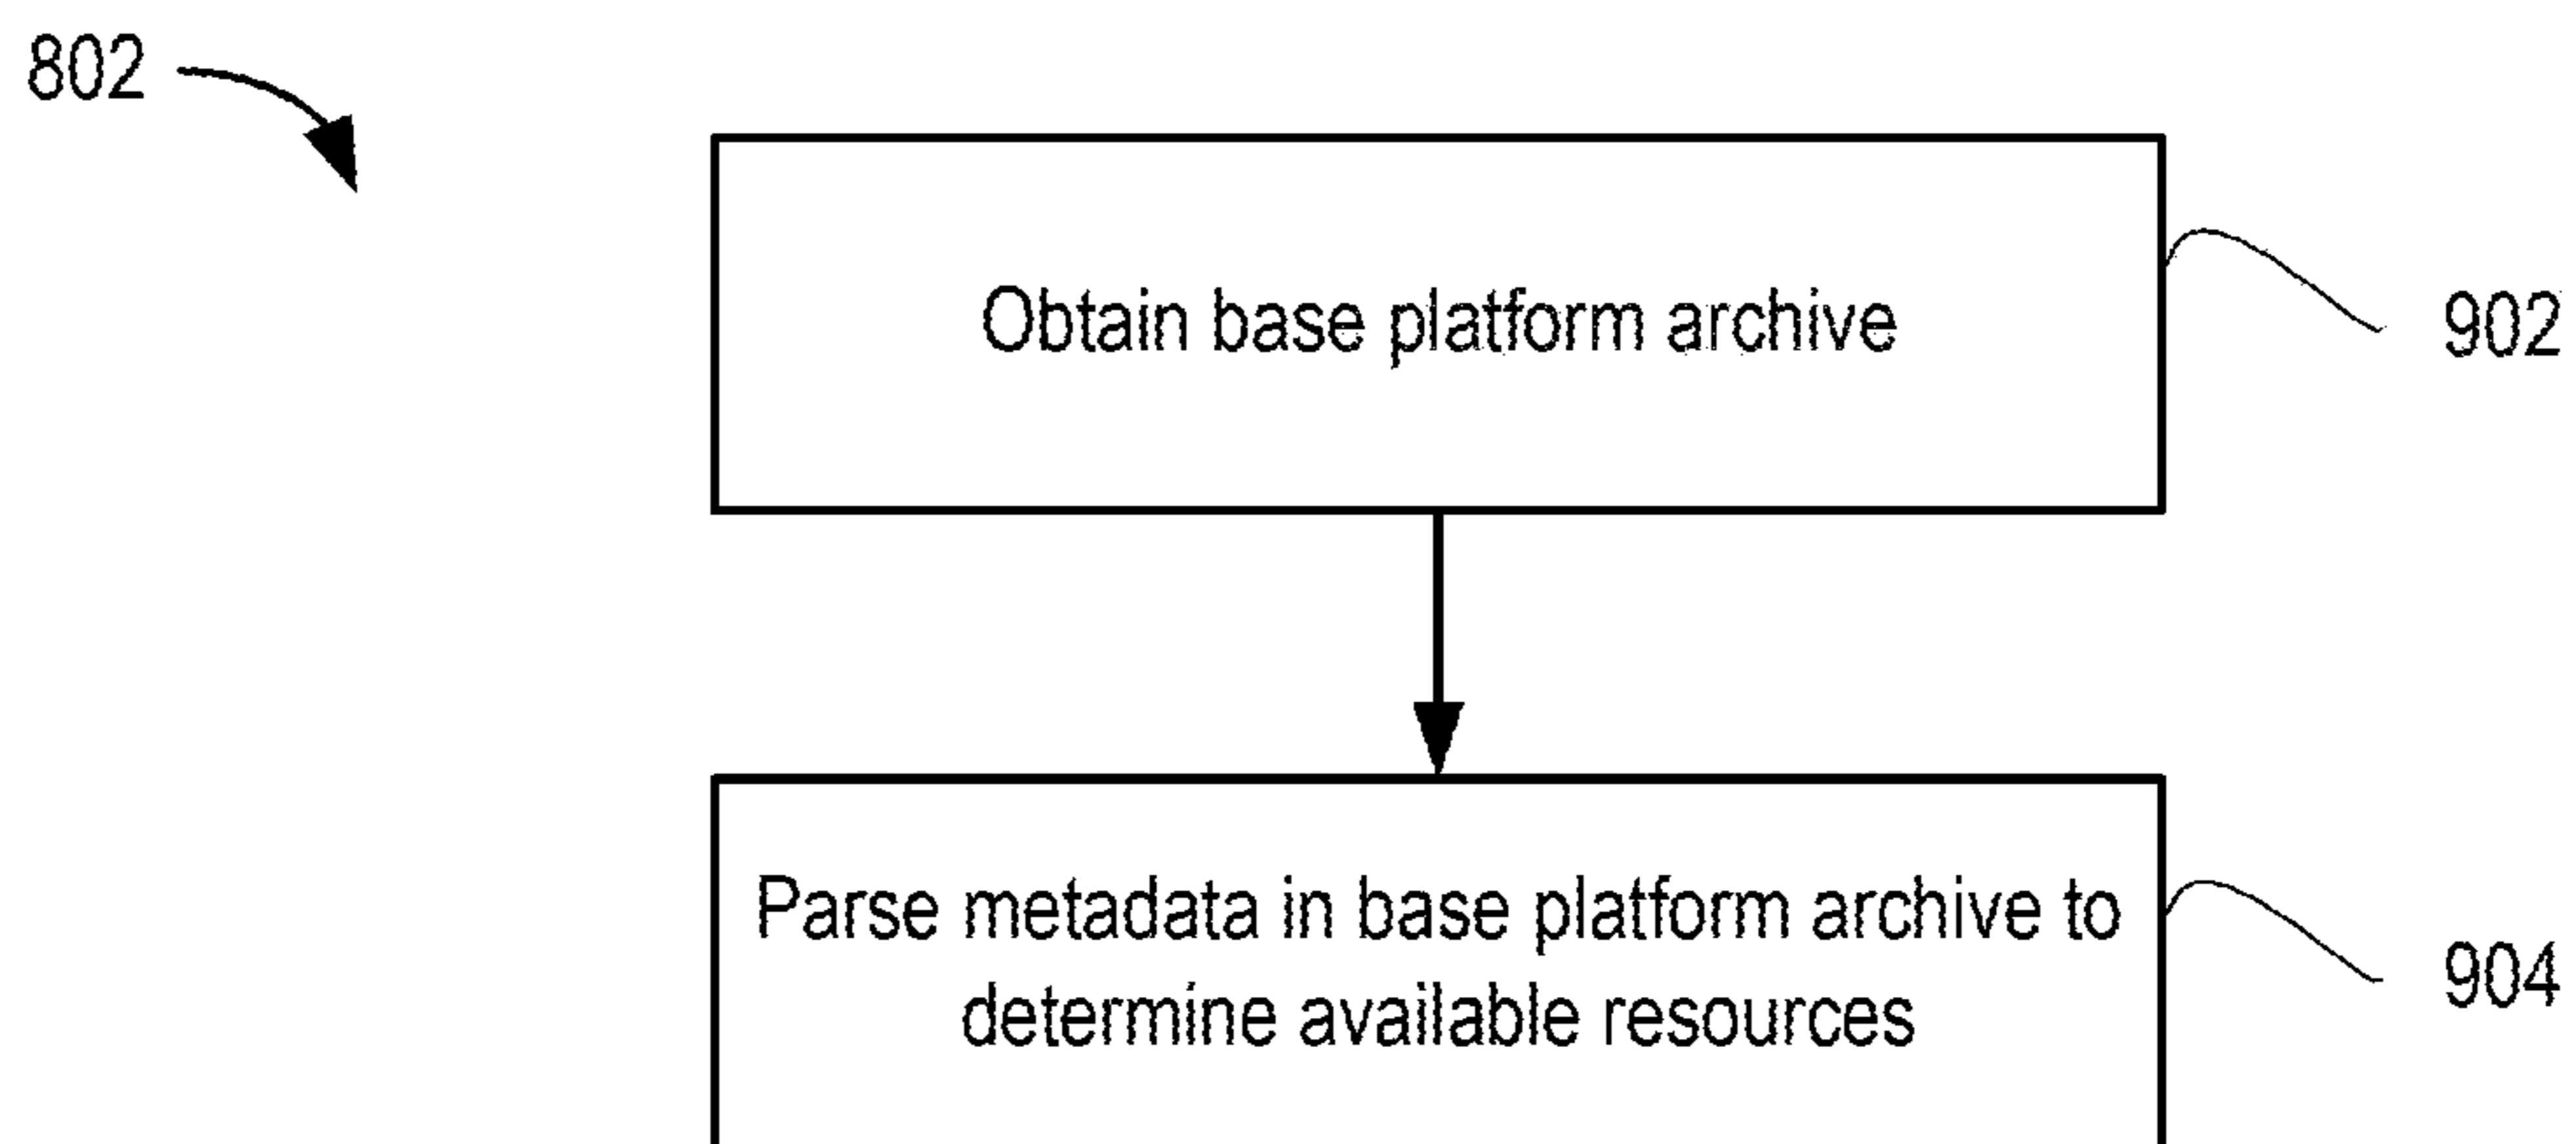 802
Obtain base platform archive
902
Parse metadata in base platform archive to
determine available resources
904